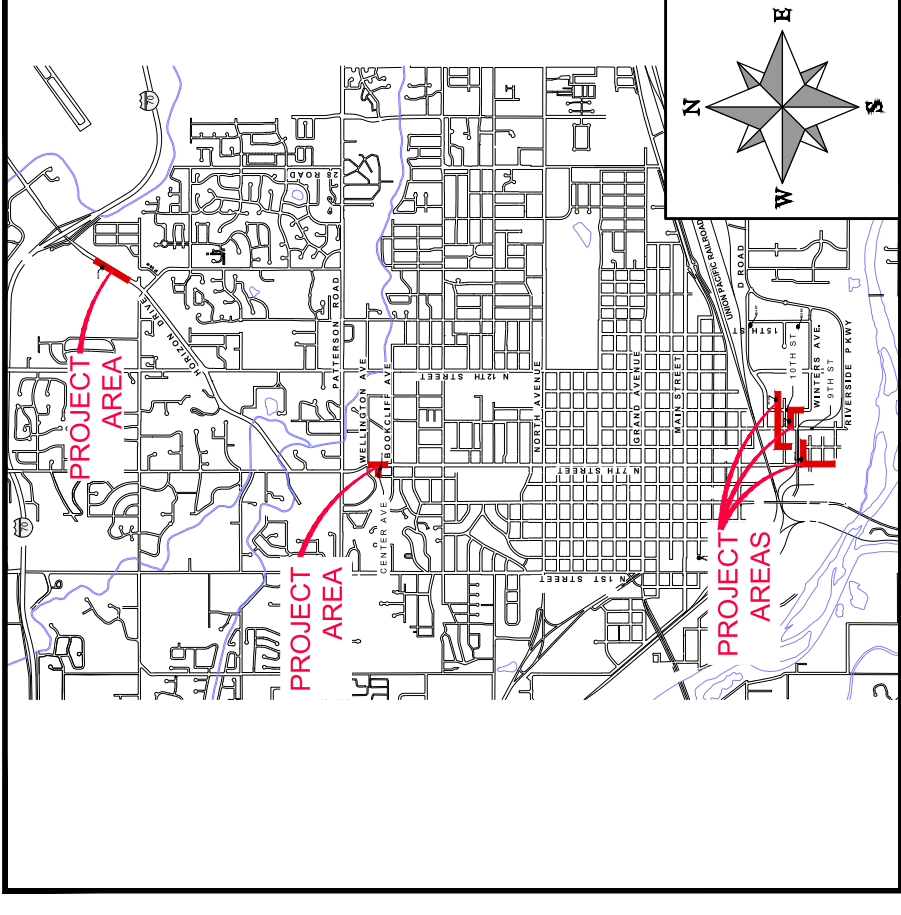 N
E
S
W
70
70
28 ROAD
HORIZON DRIVE
PROJECT
AREA
PATTERSON ROAD
WELLINGTON AVE
BOOKCLIFF AVE
N 12TH STREET
CENTER AVE
PROJECT
AREA
NORTH AVENUE
N 7TH STREET
GRAND AVENUE
MAIN STREET
N 1ST STREET
UNION PACIFIC RAILROAD
D ROAD
15TH ST
10TH ST
WINTERS AVE.
9TH ST
RIVERSIDE PKWY
PROJECT
AREAS